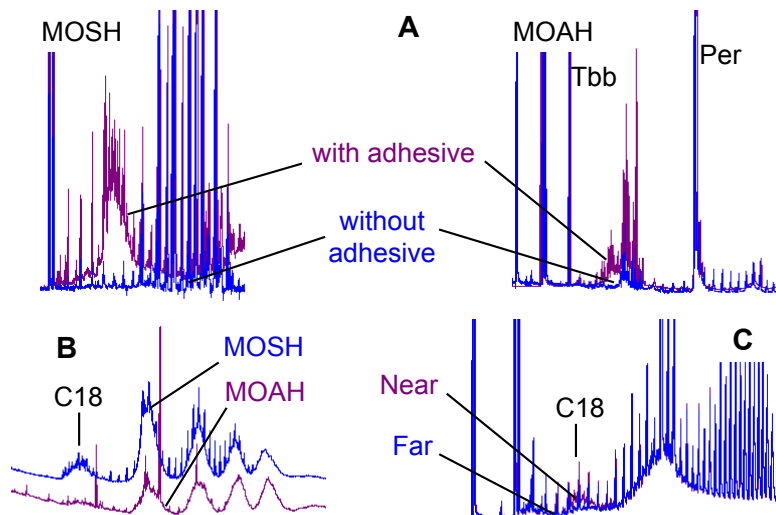 MOSH
A
MOAH
Tbb
Per
with adhesive
without
adhesive
B
MOSH
MOAH
C18
C
Near
C18
Far